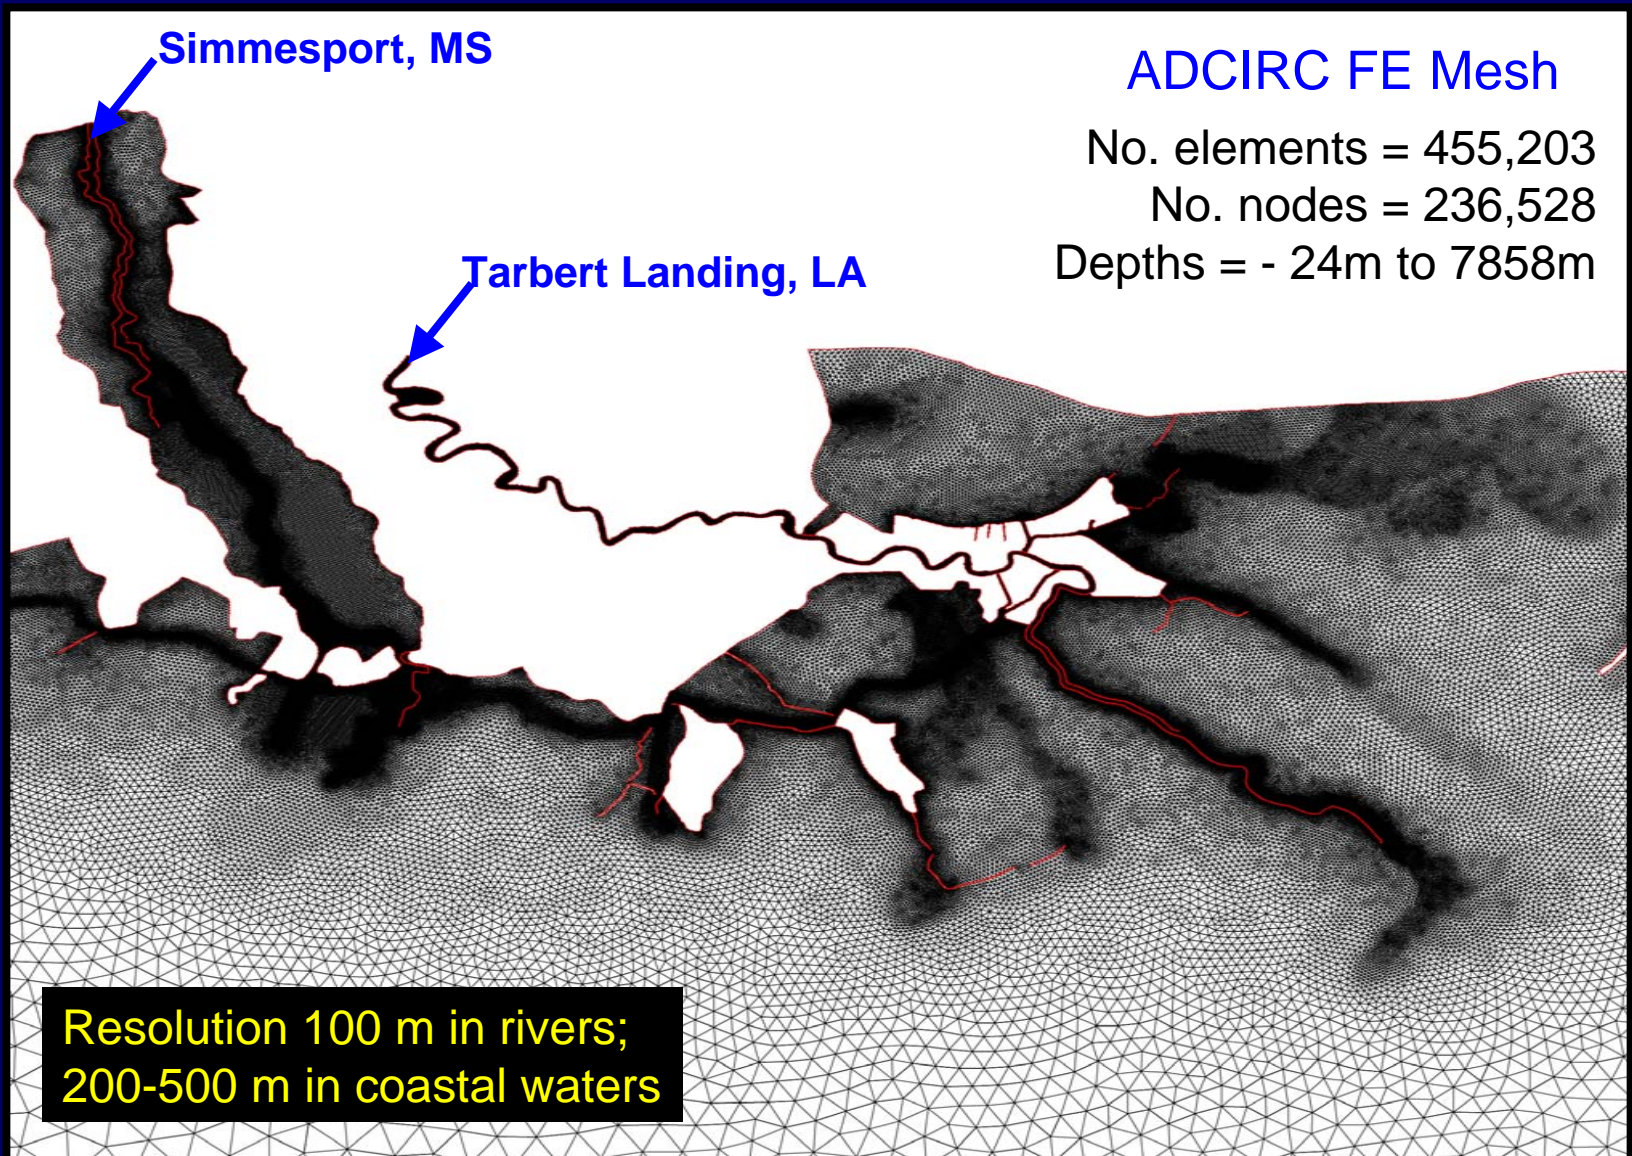 Simmesport, MS
ADCIRC FE Mesh
No. elements = 455,203
No. nodes = 236,528
Depths = - 24m to 7858m
Tarbert Landing, LA
Resolution 100 m in rivers;
200-500 m in coastal waters